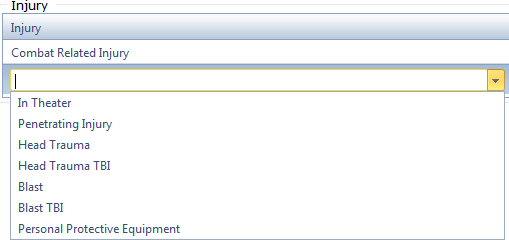 Injury
Injury
Combat Related Injury
In Theater
Penetrating Injury
Head Trauma
Head Trauma TBI
Blast
Blast TBI
Personal Protective Equipment